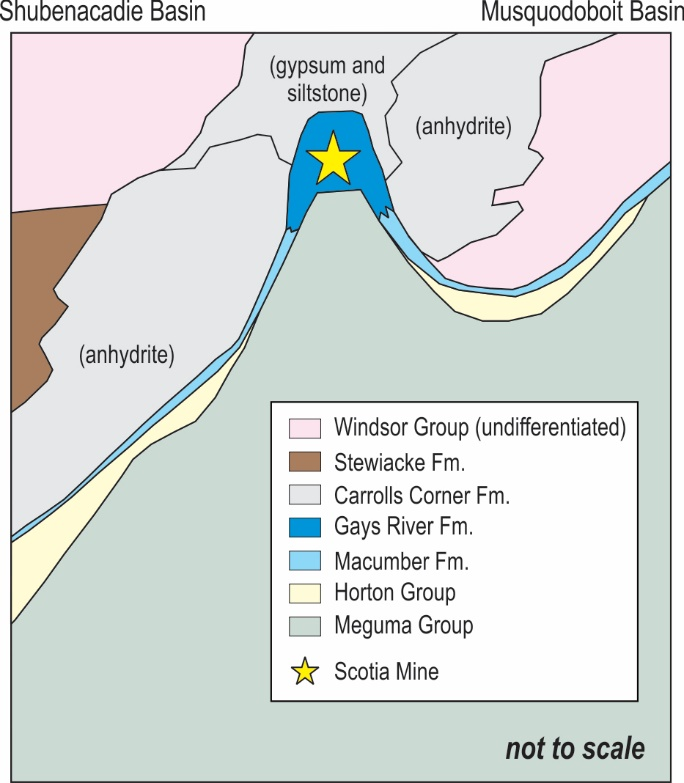 Shubenacadie Basin
Musquodoboit Basin
(gypsum and
siltstone)
(anhydrite)
(anhydrite)
Windsor Group (undifferentiated)
Stewiacke Fm.
Carrolls Corner Fm.
Gays River Fm.
Macumber Fm.
Horton Group
Meguma Group
Scotia Mine
not to scale